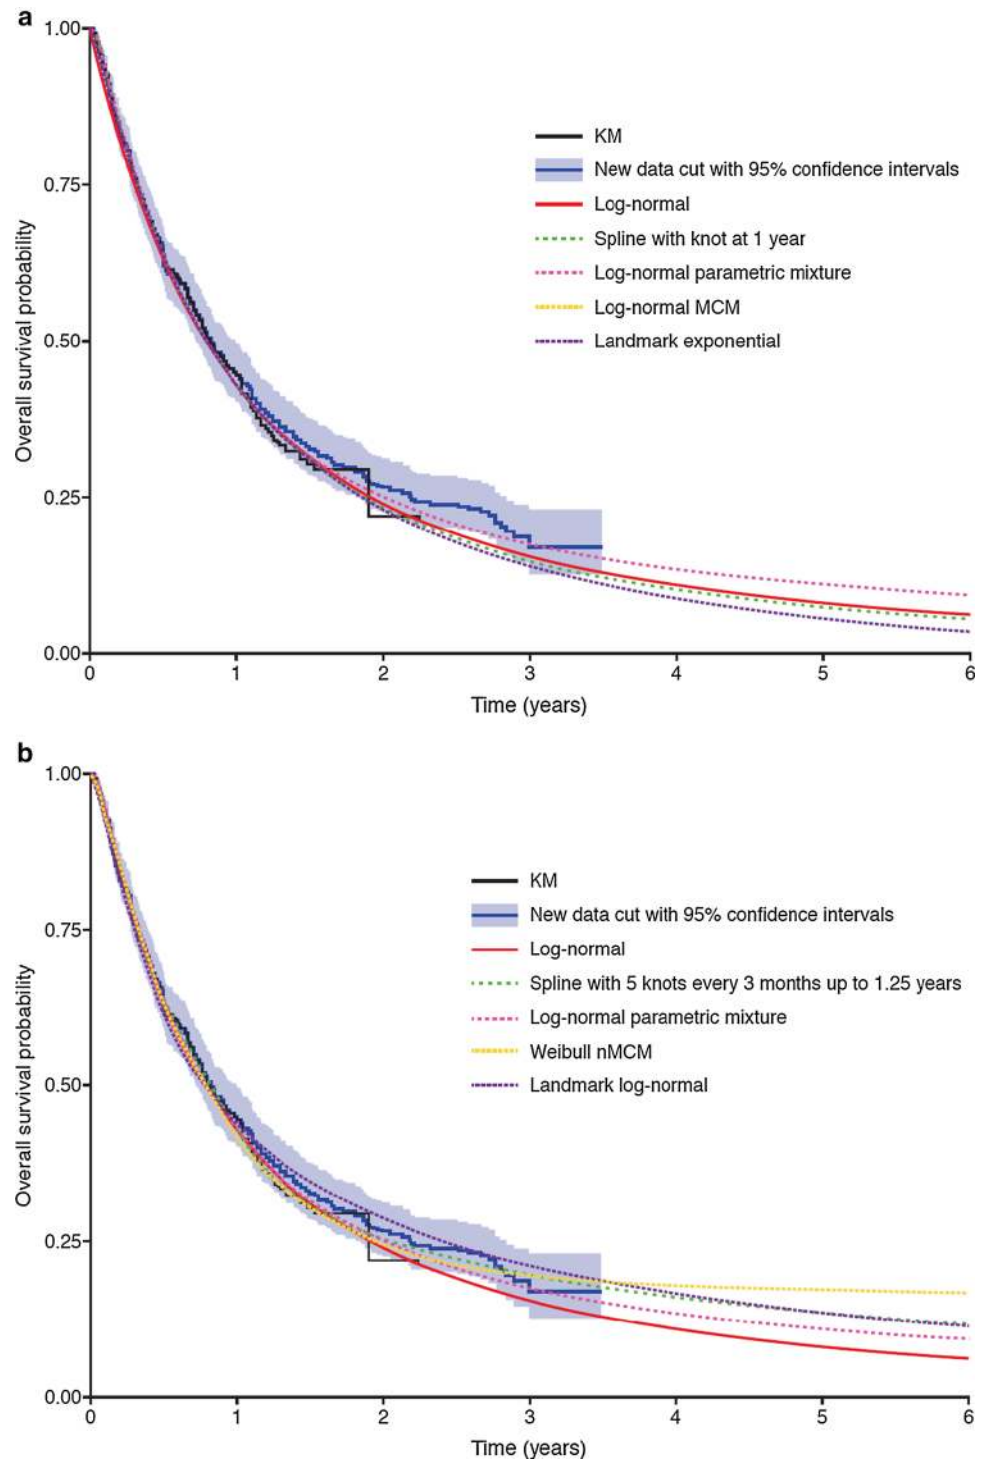 a
1.00
0.75
0.50
0.25
0.00
Overall survival probability
KM
New data cut with 95% confidence intervals
Log-normal
Spline with knot at 1 year
Log-normal parametric mixture
Log-normal MCM
Landmark exponential
0 1 2 3 4 5 6
Time (years)
b
1.00
0.75
0.50
0.25
0.00
Overall survival probability
KM
New data cut with 95% confidence intervals
Log-normal
Spline with 5 knots every 3 months up to 1.25 years
Log-normal parametric mixture
Weibull nMCM
Landmark log-normal
0 1 2 3 4 5 6
Time (years)